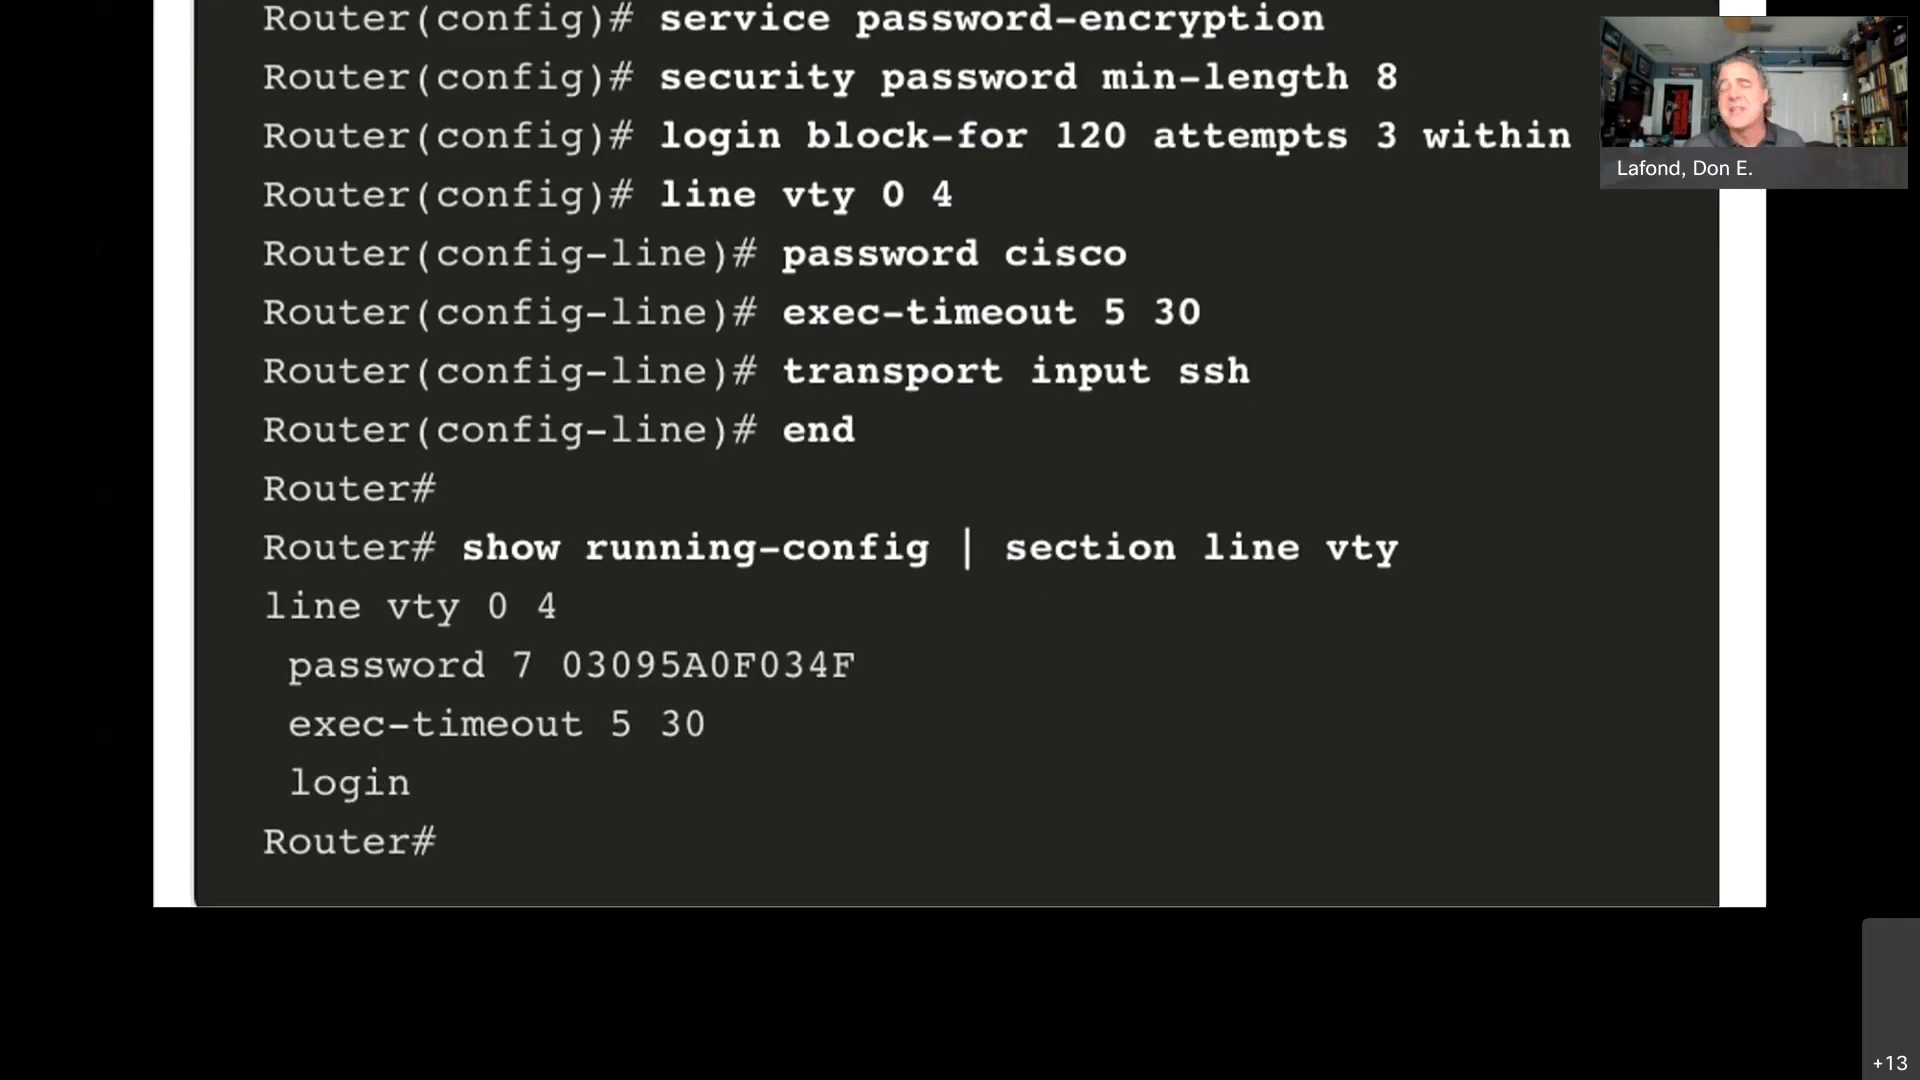 Router(config)# service password-encryption
Router(config)# security password min-length 8
Router(config)# login block-for 120 attempts 3 within
Router(config)# line vty 0 4
Router(config-line)# password cisco
Router(config-line)# exec-timeout 5 30
Router(config-line)# transport input ssh
Router(config-line)# end
Router#
Router# show running-config | section line vty
line vty 0 4
password 7 03095A0F034F
exec-timeout 5 30
login
Router#
Lafond, Don E.
+13